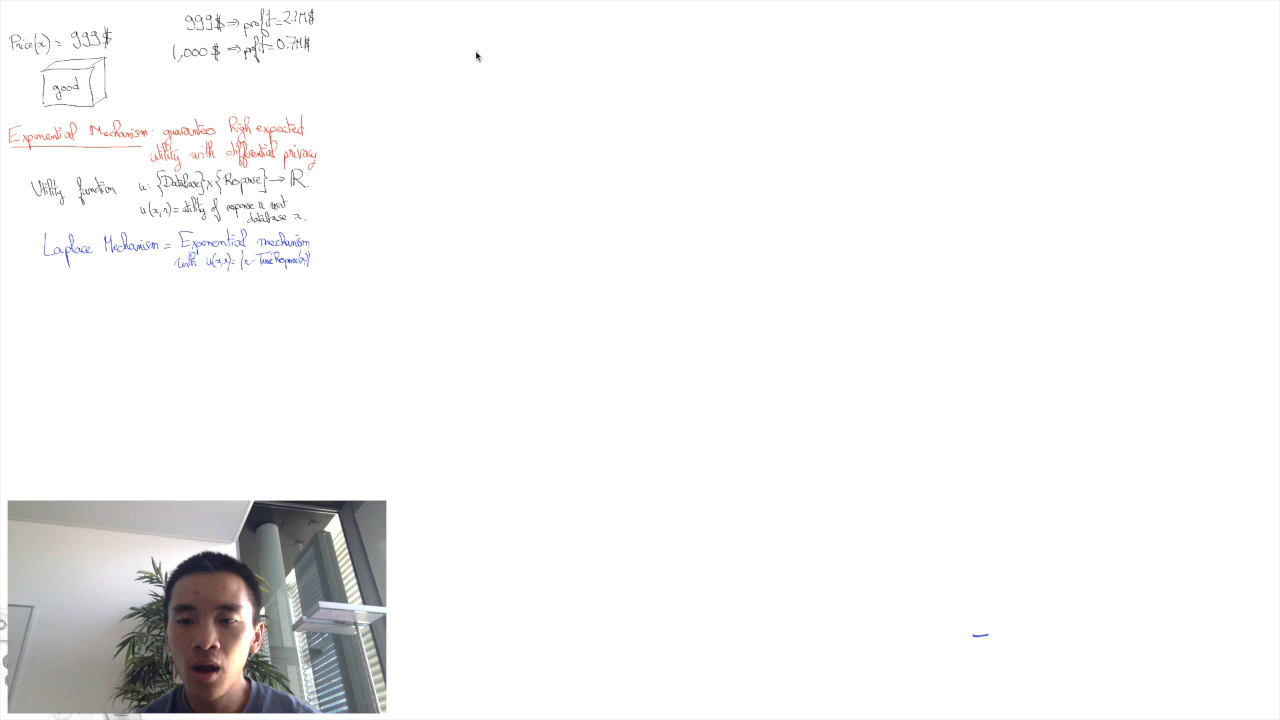 Price(x) = 999$
999$ ⇒ profit = 2.1M$
1,000$ ⇒ profit = 0.7M$
good
Exponential Mechanism: guarantees high expected
utility with differential privacy
Utility function u: {Database} × {Response} → ℝ
u(x,r) = utility of response r wrt
database x.
Laplace Mechanism = Exponential mechanism
with u(x,r) = |r - TrueResponse(x)|